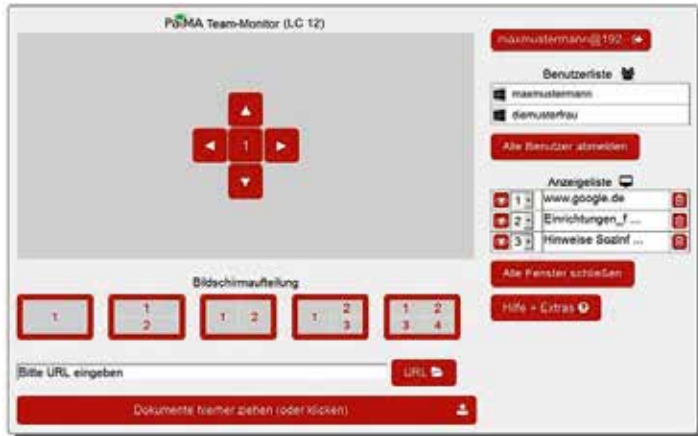 PalMA Team-Monitor (LC 12)
1
Bildschirmaufteilung
1
1
2
1 2
1 2
3
1 2
3 4
Bitte URL eingeben
URL
Dokumente hierher ziehen (oder klicken)
maxmustermann@192
Benutzerliste
maxmustermann
diemusterfrau
Alle Benutzer abmelden
Anzeigeliste
1 www.google.de
2 Einrichtungen_f ...
3 Hinweise Sozinf ...
Alle Fenster schließen
Hilfe + Extras